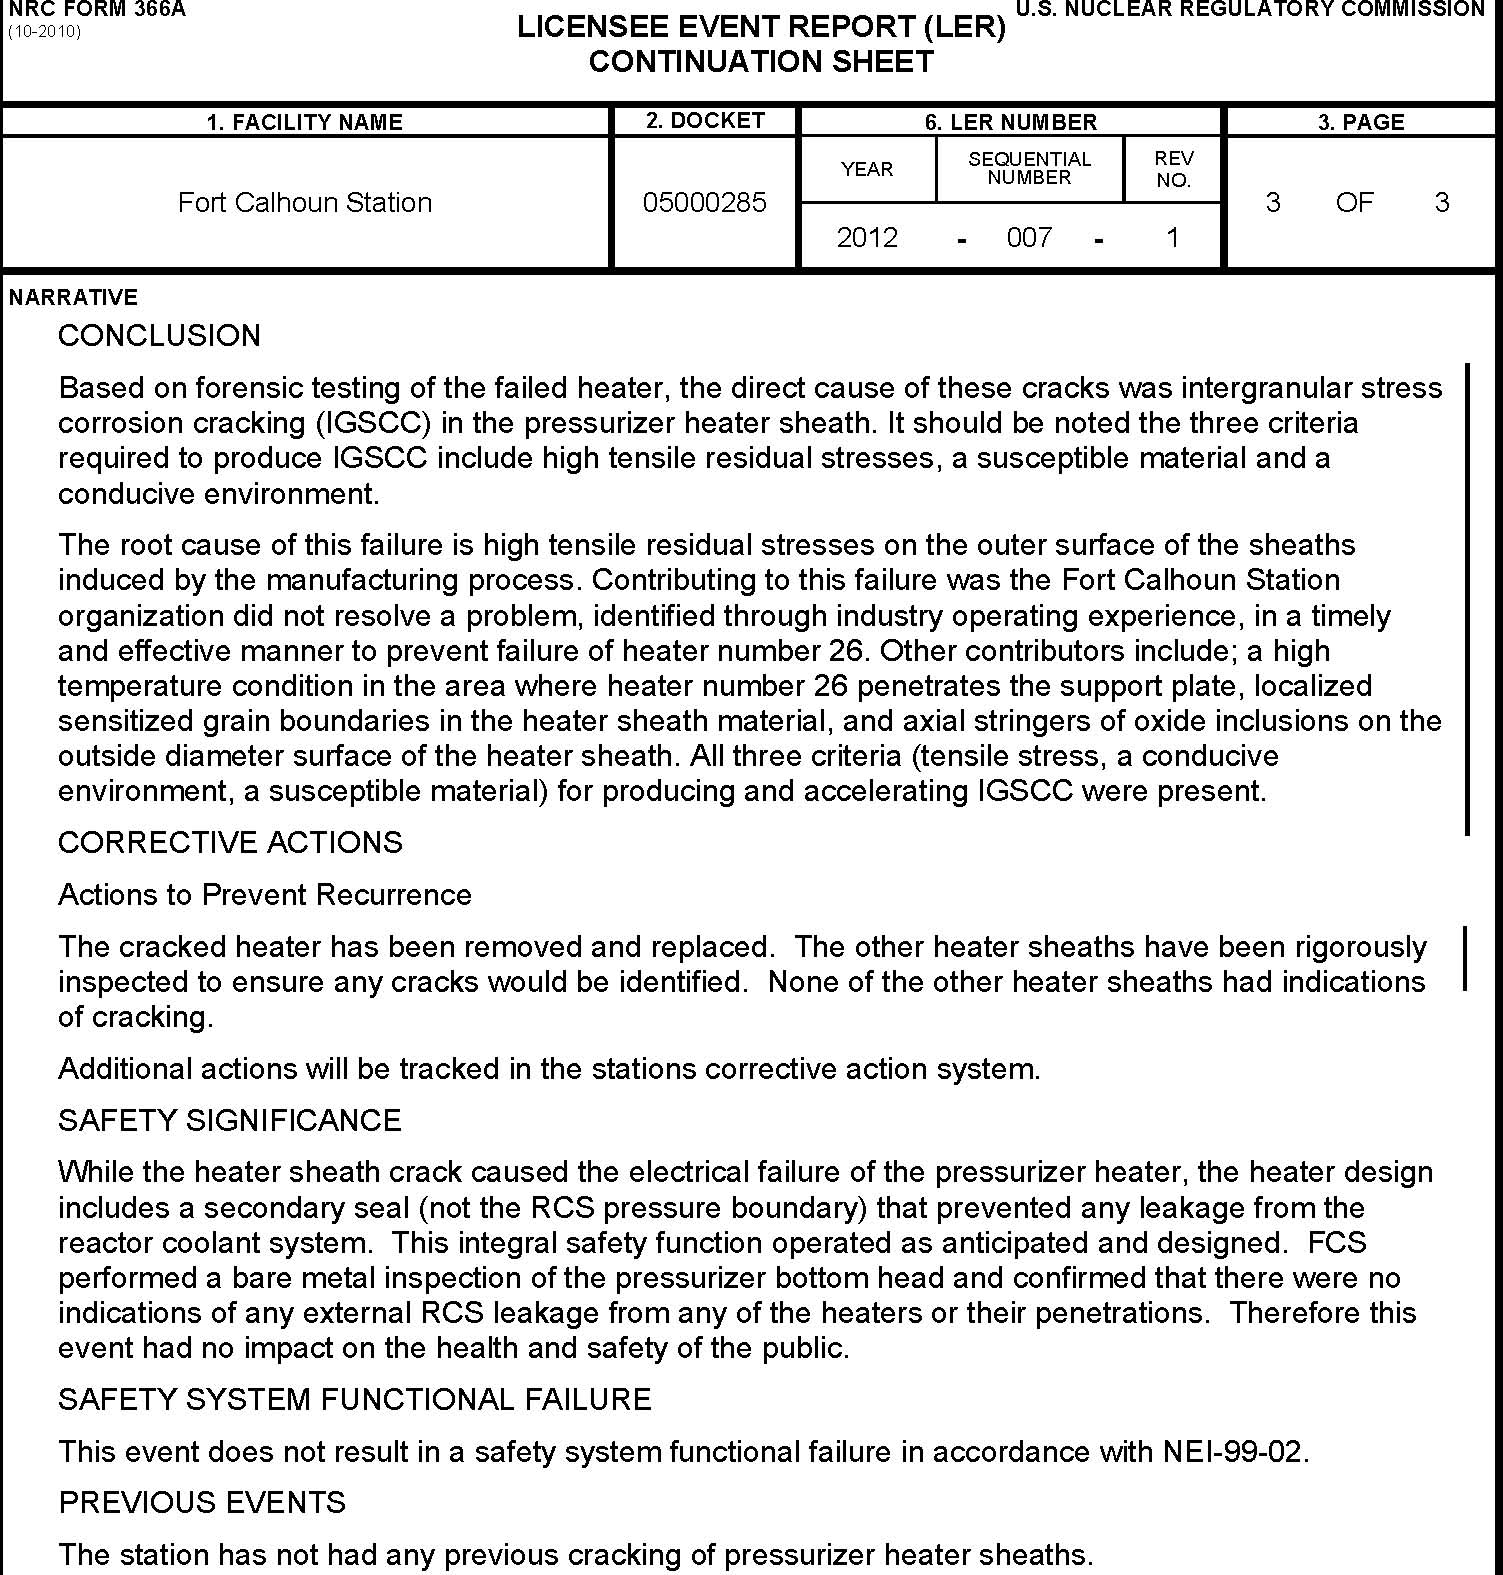 NRC FORM 366A
(10-2010)
U.S. NUCLEAR REGULATORY COMMISSION
LICENSEE EVENT REPORT (LER)
CONTINUATION SHEET
1. FACILITY NAME
2. DOCKET
6. LER NUMBER
3. PAGE
Fort Calhoun Station
05000285
YEAR
SEQUENTIAL
NUMBER
REV
NO.
2012 - 007 - 1
3 OF 3
NARRATIVE
CONCLUSION
Based on forensic testing of the failed heater, the direct cause of these cracks was intergranular stress
corrosion cracking (IGSCC) in the pressurizer heater sheath. It should be noted the three criteria
required to produce IGSCC include high tensile residual stresses, a susceptible material and a
conducive environment.
The root cause of this failure is high tensile residual stresses on the outer surface of the sheaths
induced by the manufacturing process. Contributing to this failure was the Fort Calhoun Station
organization did not resolve a problem, identified through industry operating experience, in a timely
and effective manner to prevent failure of heater number 26. Other contributors include; a high
temperature condition in the area where heater number 26 penetrates the support plate, localized
sensitized grain boundaries in the heater sheath material, and axial stringers of oxide inclusions on the
outside diameter surface of the heater sheath. All three criteria (tensile stress, a conducive
environment, a susceptible material) for producing and accelerating IGSCC were present.
CORRECTIVE ACTIONS
Actions to Prevent Recurrence
The cracked heater has been removed and replaced.  The other heater sheaths have been rigorously
inspected to ensure any cracks would be identified.  None of the other heater sheaths had indications
of cracking.
Additional actions will be tracked in the stations corrective action system.
SAFETY SIGNIFICANCE
While the heater sheath crack caused the electrical failure of the pressurizer heater, the heater design
includes a secondary seal (not the RCS pressure boundary) that prevented any leakage from the
reactor coolant system.  This integral safety function operated as anticipated and designed.  FCS
performed a bare metal inspection of the pressurizer bottom head and confirmed that there were no
indications of any external RCS leakage from any of the heaters or their penetrations.  Therefore this
event had no impact on the health and safety of the public.
SAFETY SYSTEM FUNCTIONAL FAILURE
This event does not result in a safety system functional failure in accordance with NEI-99-02.
PREVIOUS EVENTS
The station has not had any previous cracking of pressurizer heater sheaths.